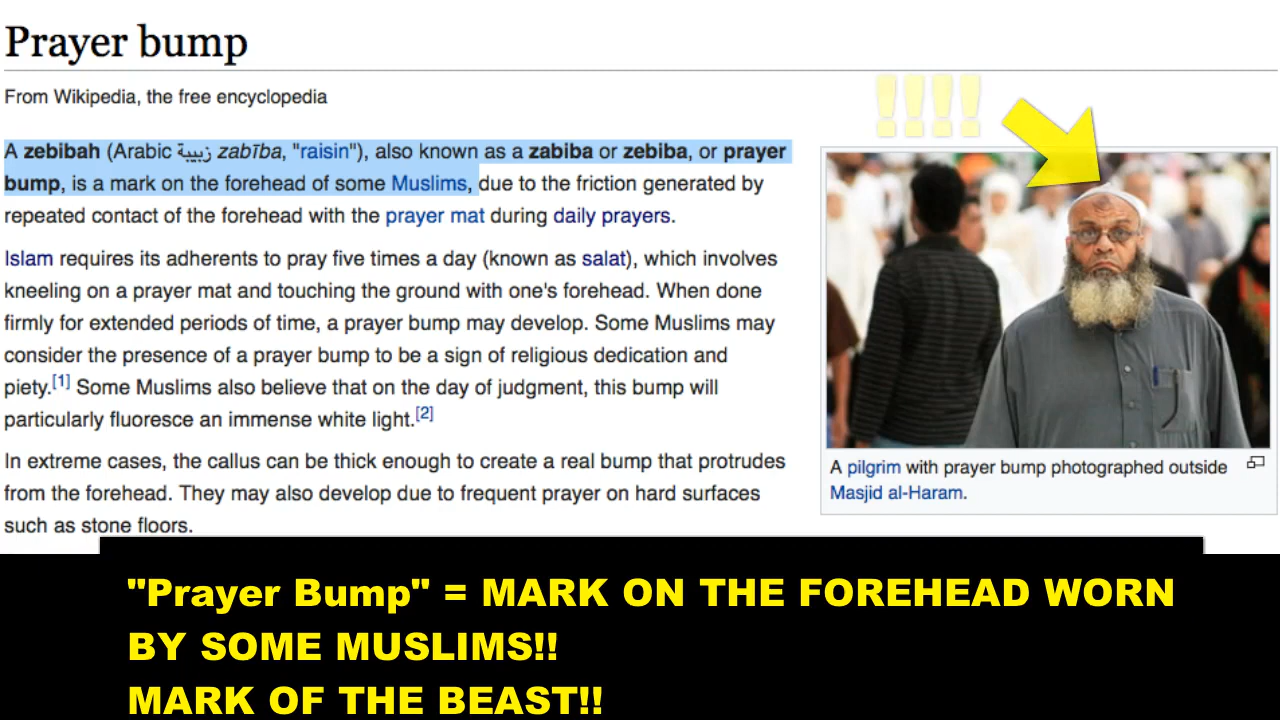 Prayer bump
From Wikipedia, the free encyclopedia
!!!!
A zebibah (Arabic زبيبة zabība, "raisin"), also known as a zabiba or zebiba, or prayer
bump, is a mark on the forehead of some Muslims, due to the friction generated by
repeated contact of the forehead with the prayer mat during daily prayers.
Islam requires its adherents to pray five times a day (known as salat), which involves
kneeling on a prayer mat and touching the ground with one's forehead. When done
firmly for extended periods of time, a prayer bump may develop. Some Muslims may
consider the presence of a prayer bump to be a sign of religious dedication and
piety.[1] Some Muslims also believe that on the day of judgment, this bump will
particularly fluoresce an immense white light.[2]
In extreme cases, the callus can be thick enough to create a real bump that protrudes
from the forehead. They may also develop due to frequent prayer on hard surfaces
such as stone floors.
A pilgrim with prayer bump photographed outside
Masjid al-Haram.
"Prayer Bump" = MARK ON THE FOREHEAD WORN
BY SOME MUSLIMS!!
MARK OF THE BEAST!!